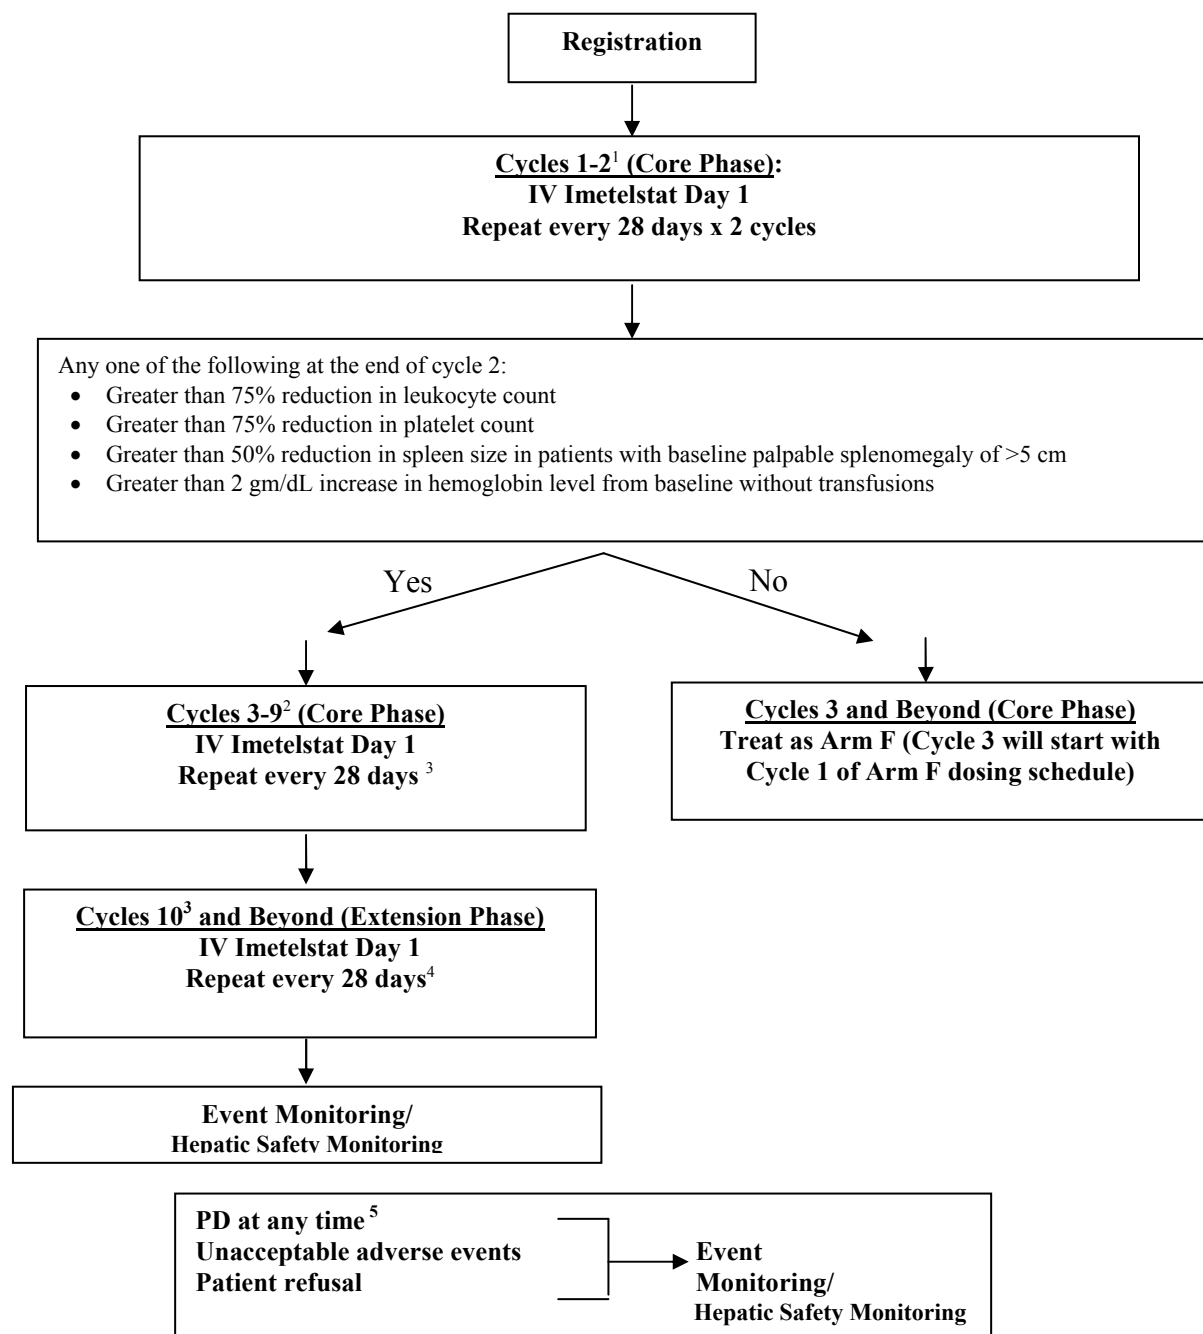 Registration
Cycles 1-2¹ (Core Phase):
IV Imetelstat Day 1
Repeat every 28 days x 2 cycles
Any one of the following at the end of cycle 2:
• Greater than 75% reduction in leukocyte count
• Greater than 75% reduction in platelet count
• Greater than 50% reduction in spleen size in patients with baseline palpable splenomegaly of >5 cm
• Greater than 2 gm/dL increase in hemoglobin level from baseline without transfusions
Yes
No
Cycles 3-9² (Core Phase)
IV Imetelstat Day 1
Repeat every 28 days ³
Cycles 3 and Beyond (Core Phase)
Treat as Arm F (Cycle 3 will start with
Cycle 1 of Arm F dosing schedule)
Cycles 10³ and Beyond (Extension Phase)
IV Imetelstat Day 1
Repeat every 28 days⁴
Event Monitoring/
Hepatic Safety Monitoring
PD at any time ⁵
Unacceptable adverse events
Patient refusal
Event
Monitoring/
Hepatic Safety Monitoring